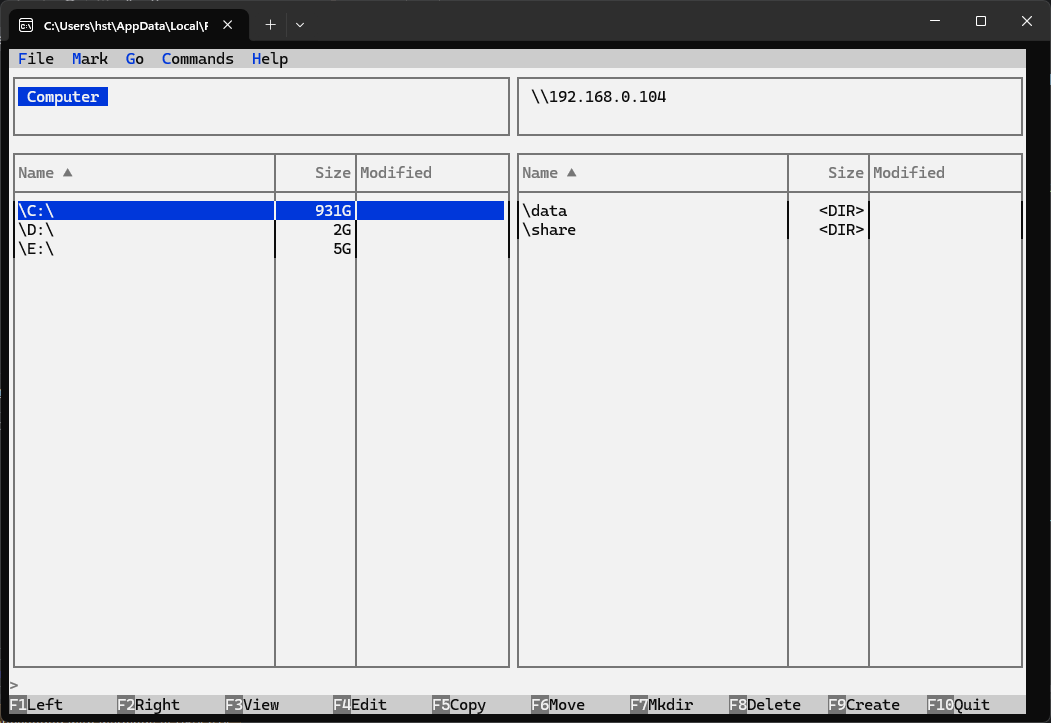 C:\Users\hst\AppData\Local\F
File Mark Go Commands Help
Computer
\\192.168.0.104
Name ▲ Size Modified
\C:\ 931G
\D:\ 2G
\E:\ 5G
Name ▲ Size Modified
\data <DIR>
\share <DIR>
>
F1Left F2Right F3View F4Edit F5Copy F6Move F7Mkdir F8Delete F9Create F10Quit